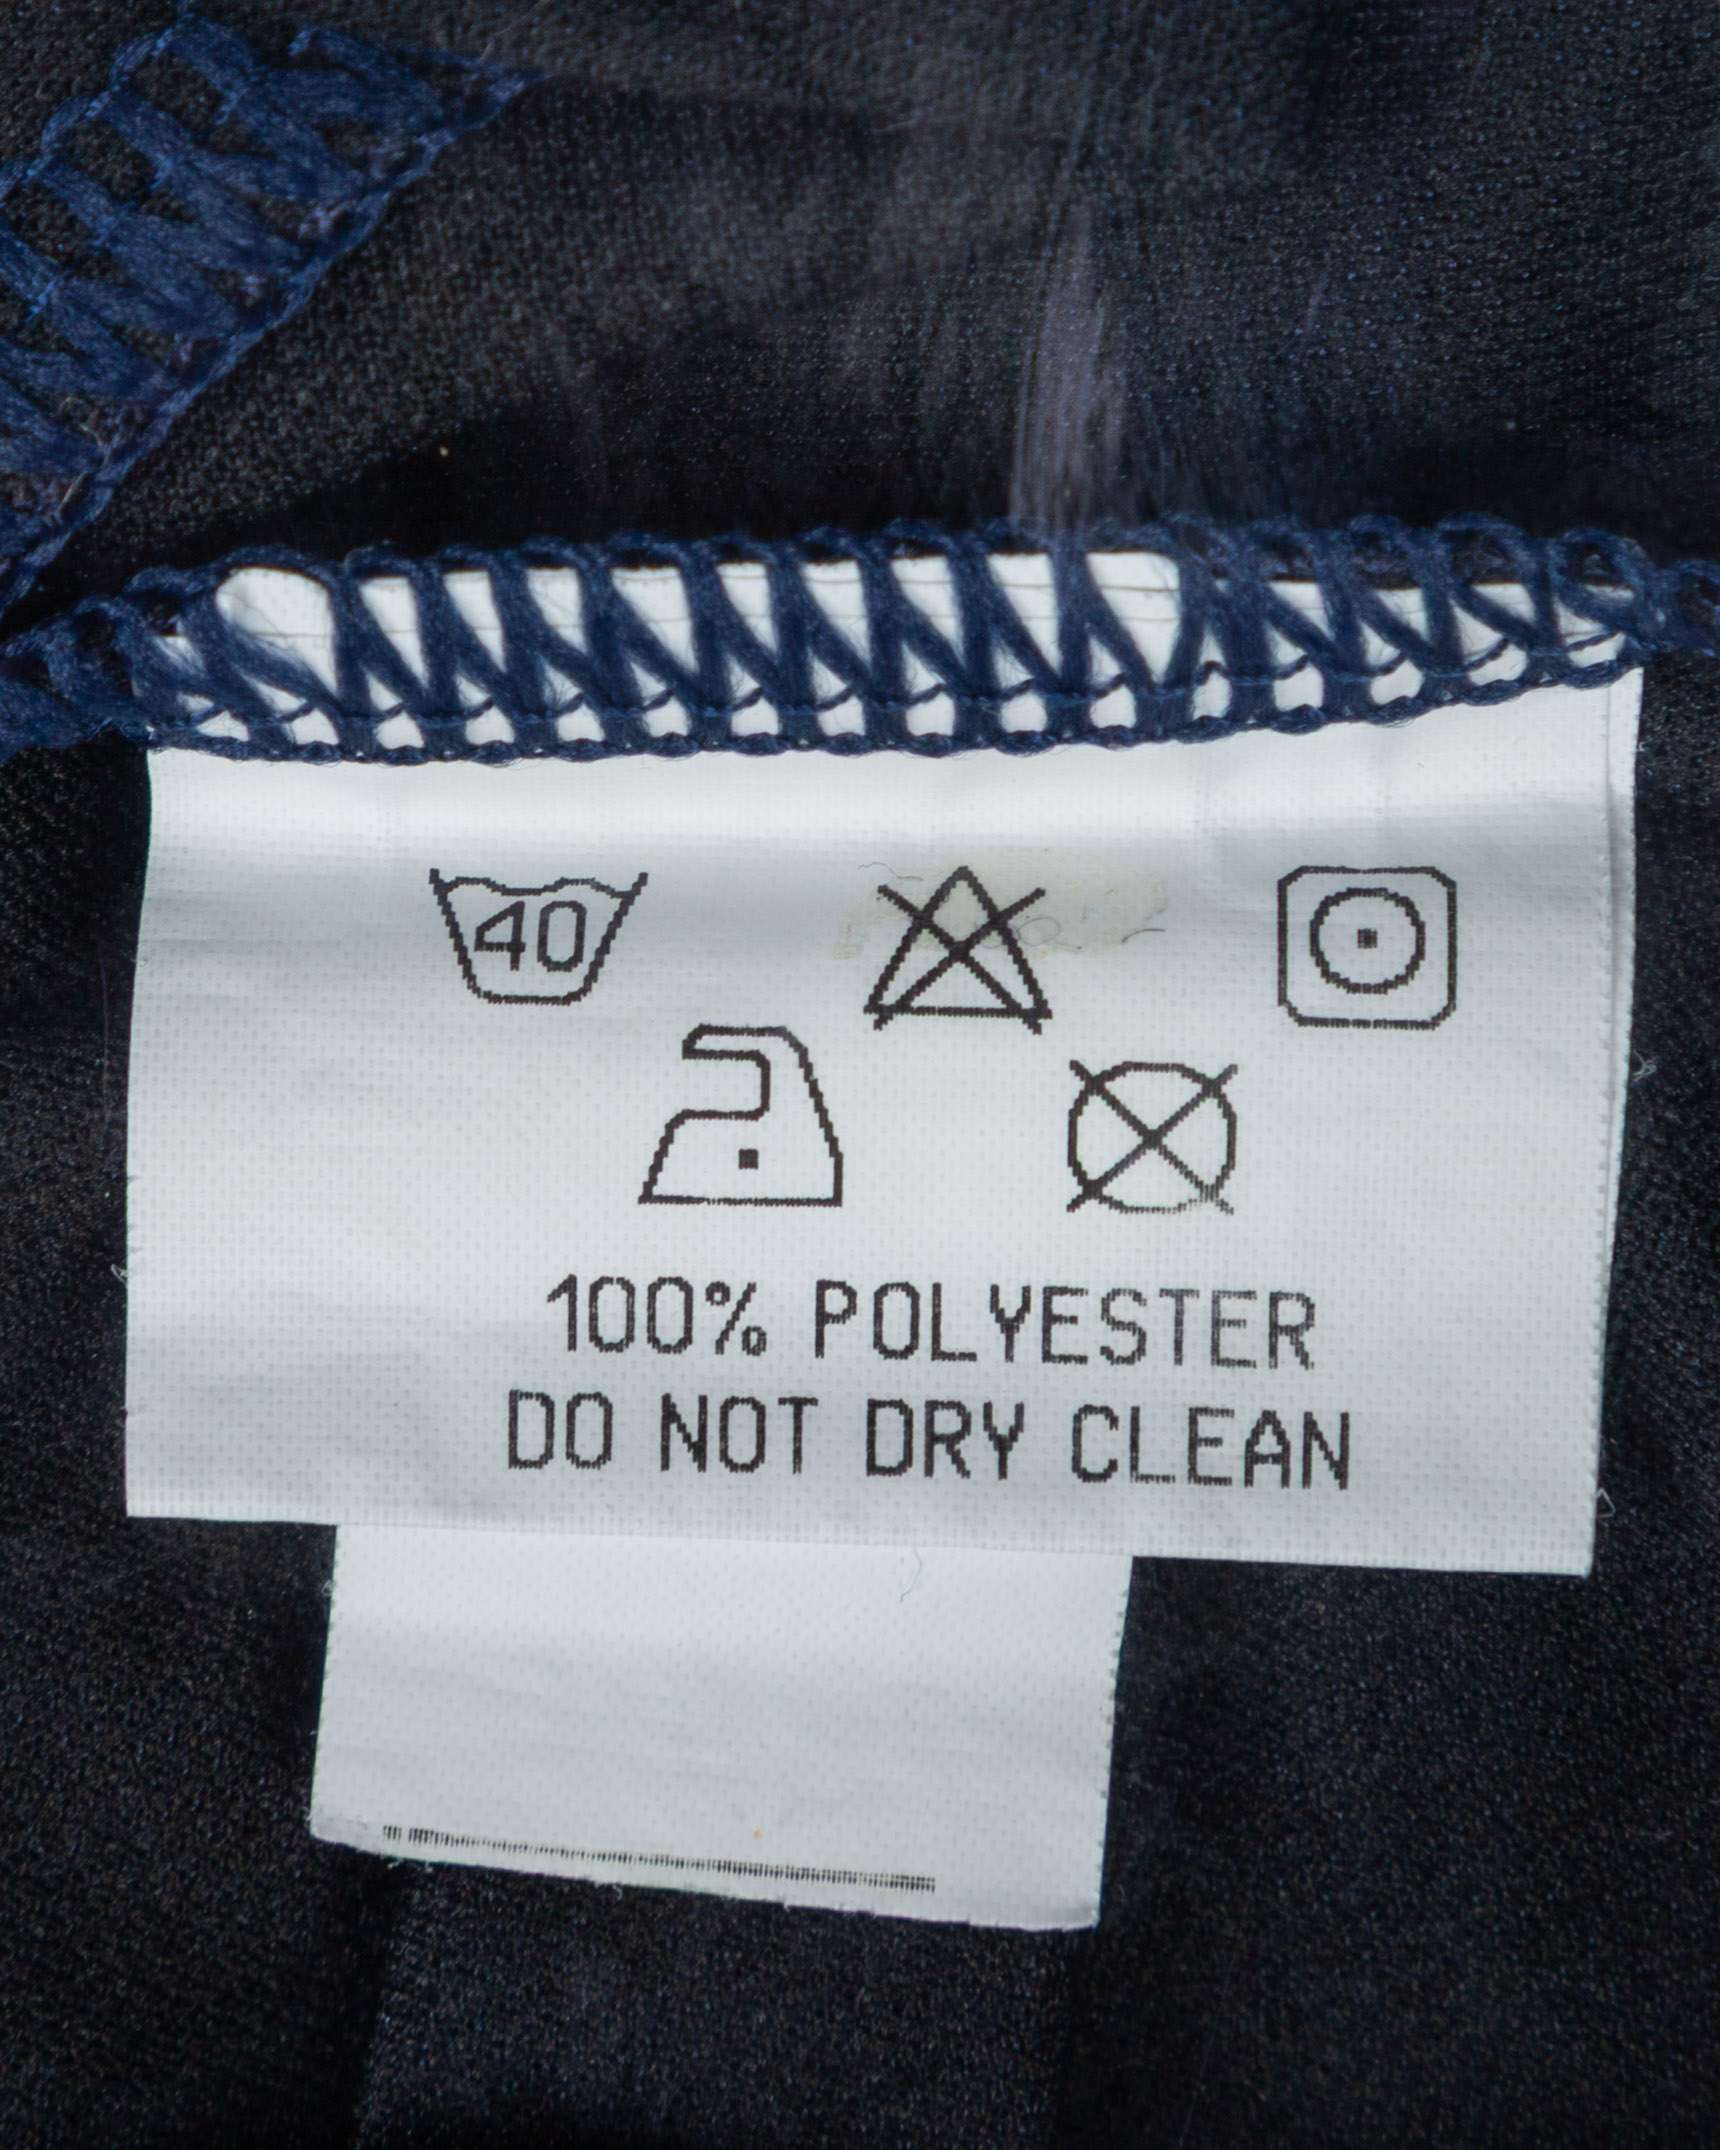 40
100% POLYESTER
DO NOT DRY CLEAN